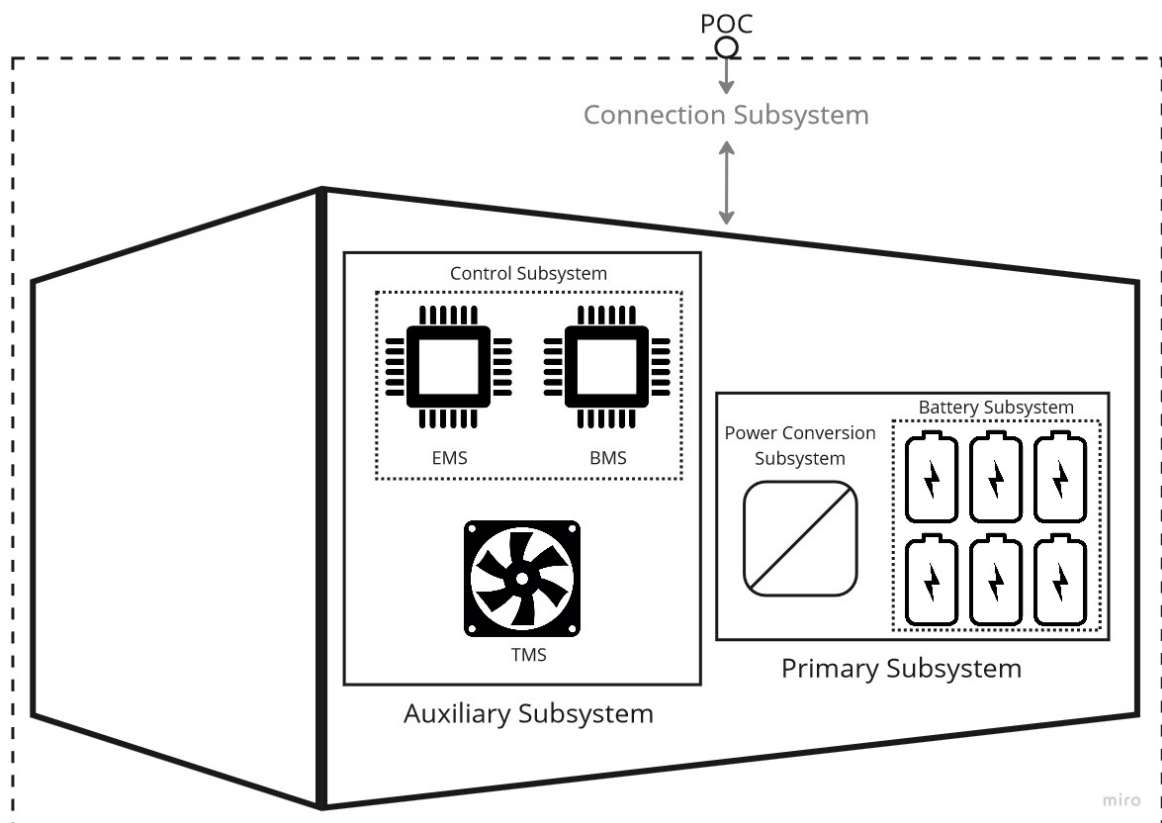 POC
Connection Subsystem
Control Subsystem
EMS
BMS
TMS
Auxiliary Subsystem
Power Conversion
Subsystem
Battery Subsystem
Primary Subsystem
miro